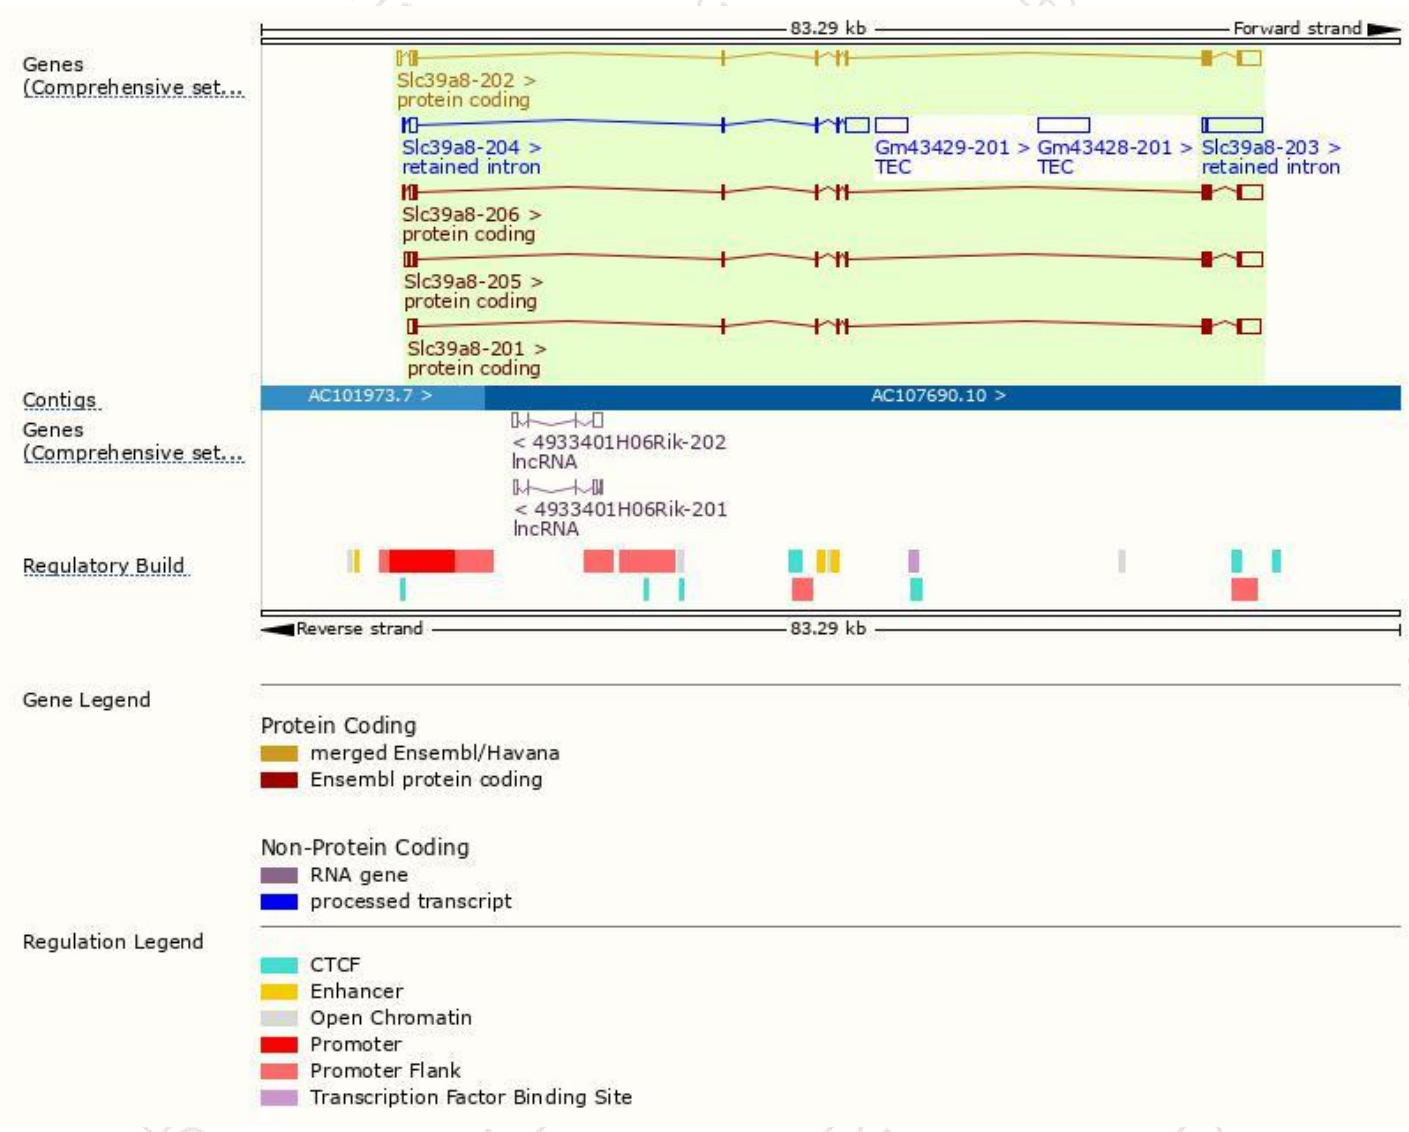 83.29 kb Forward strand
Genes
(Comprehensive set...
Slc39a8-202 >
protein coding
Slc39a8-204 > Gm43429-201 > Gm43428-201 > Slc39a8-203 >
retained intron TEC TEC retained intron
Slc39a8-206 >
protein coding
Slc39a8-205 >
protein coding
Slc39a8-201 >
protein coding
Contigs AC101973.7 > AC107690.10 >
Genes
(Comprehensive set...
< 4933401H06Rik-202
lncRNA
< 4933401H06Rik-201
lncRNA
Regulatory Build
Reverse strand 83.29 kb
Gene Legend
Protein Coding
merged Ensembl/Havana
Ensembl protein coding
Non-Protein Coding
RNA gene
processed transcript
Regulation Legend
CTCF
Enhancer
Open Chromatin
Promoter
Promoter Flank
Transcription Factor Binding Site